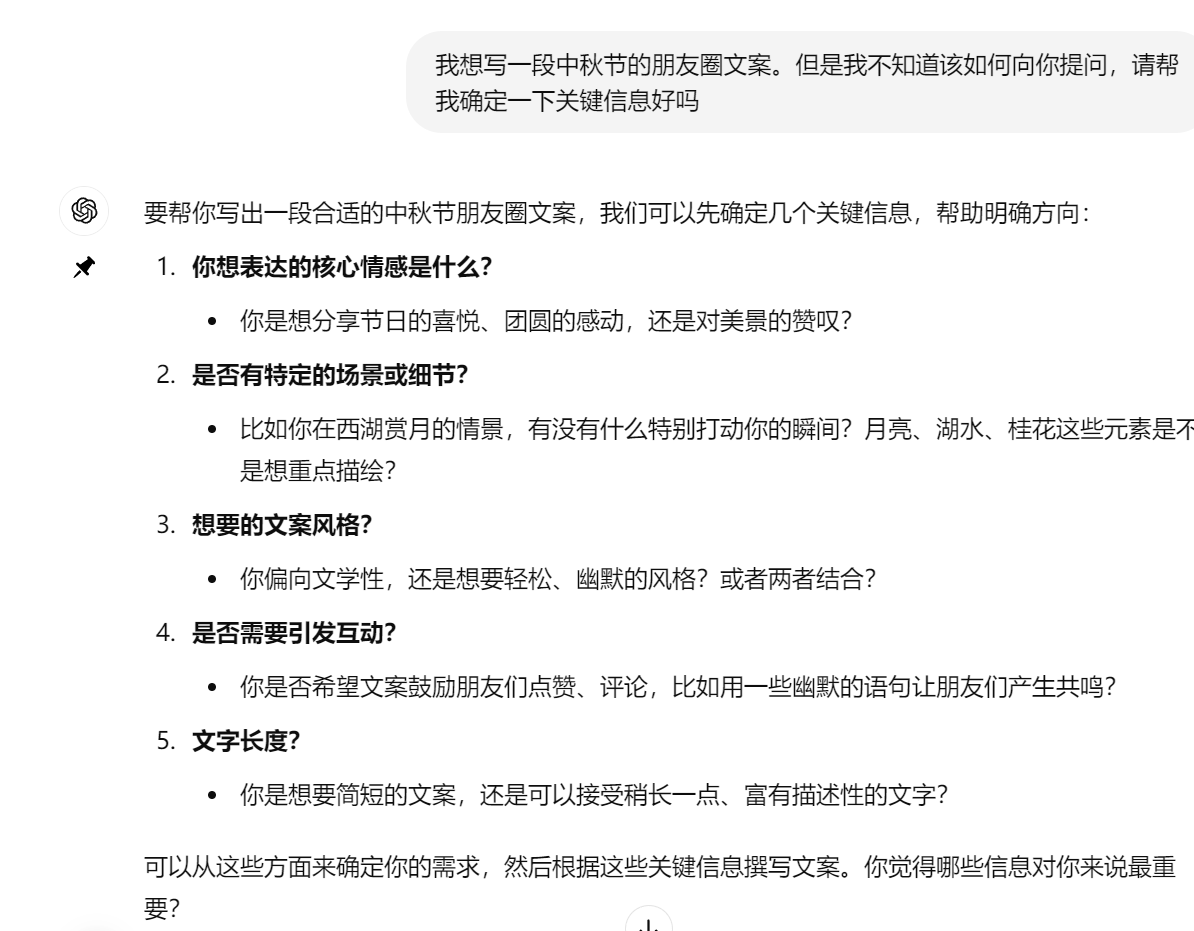 我想写一段中秋节的朋友圈文案。但是我不知道该如何向你提问，请帮
我确定一下关键信息好吗
要帮你写出一段合适的中秋节朋友圈文案，我们可以先确定几个关键信息，帮助明确方向：
1. 你想表达的核心情感是什么？
• 你是想分享节日的喜悦、团圆的感动，还是对美景的赞叹？
2. 是否有特定的场景或细节？
• 比如你在西湖赏月的情景，有没有什么特别打动你的瞬间？月亮、湖水、桂花这些元素是不
是想重点描绘？
3. 想要的文案风格？
• 你偏向文学性，还是想要轻松、幽默的风格？或者两者结合？
4. 是否需要引发互动？
• 你是否希望文案鼓励朋友们点赞、评论，比如用一些幽默的语句让朋友们产生共鸣？
5. 文字长度？
• 你是想要简短的文案，还是可以接受稍长一点、富有描述性的文字？
可以从这些方面来确定你的需求，然后根据这些关键信息撰写文案。你觉得哪些信息对你来说最重
要？